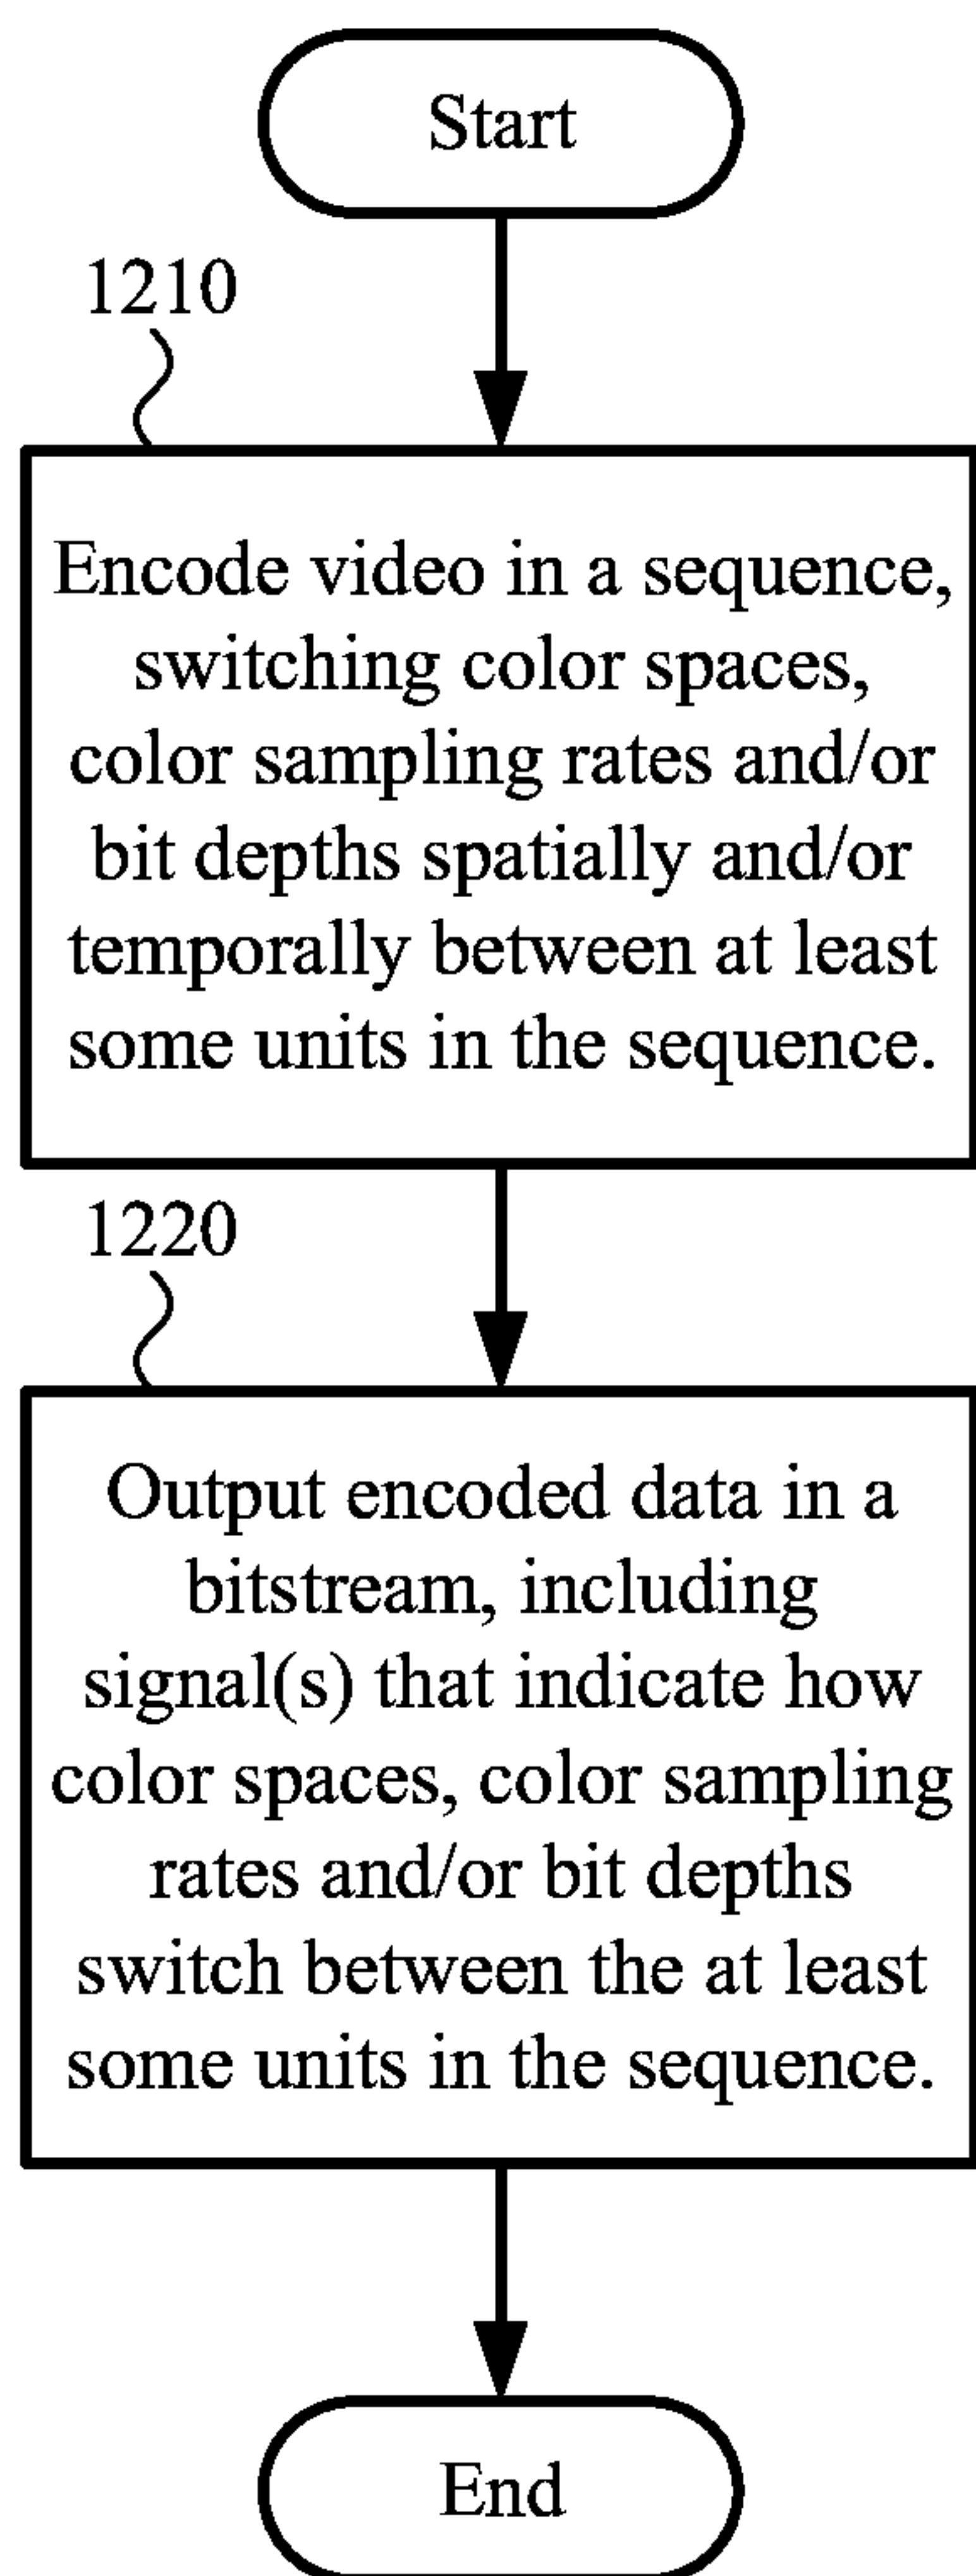 Start
1210
Encode video in a sequence,
switching color spaces,
color sampling rates and/or
bit depths spatially and/or
temporally between at least
some units in the sequence.
1220
Output encoded data in a
bitstream, including
signal(s) that indicate how
color spaces, color sampling
rates and/or bit depths
switch between the at least
some units in the sequence.
End